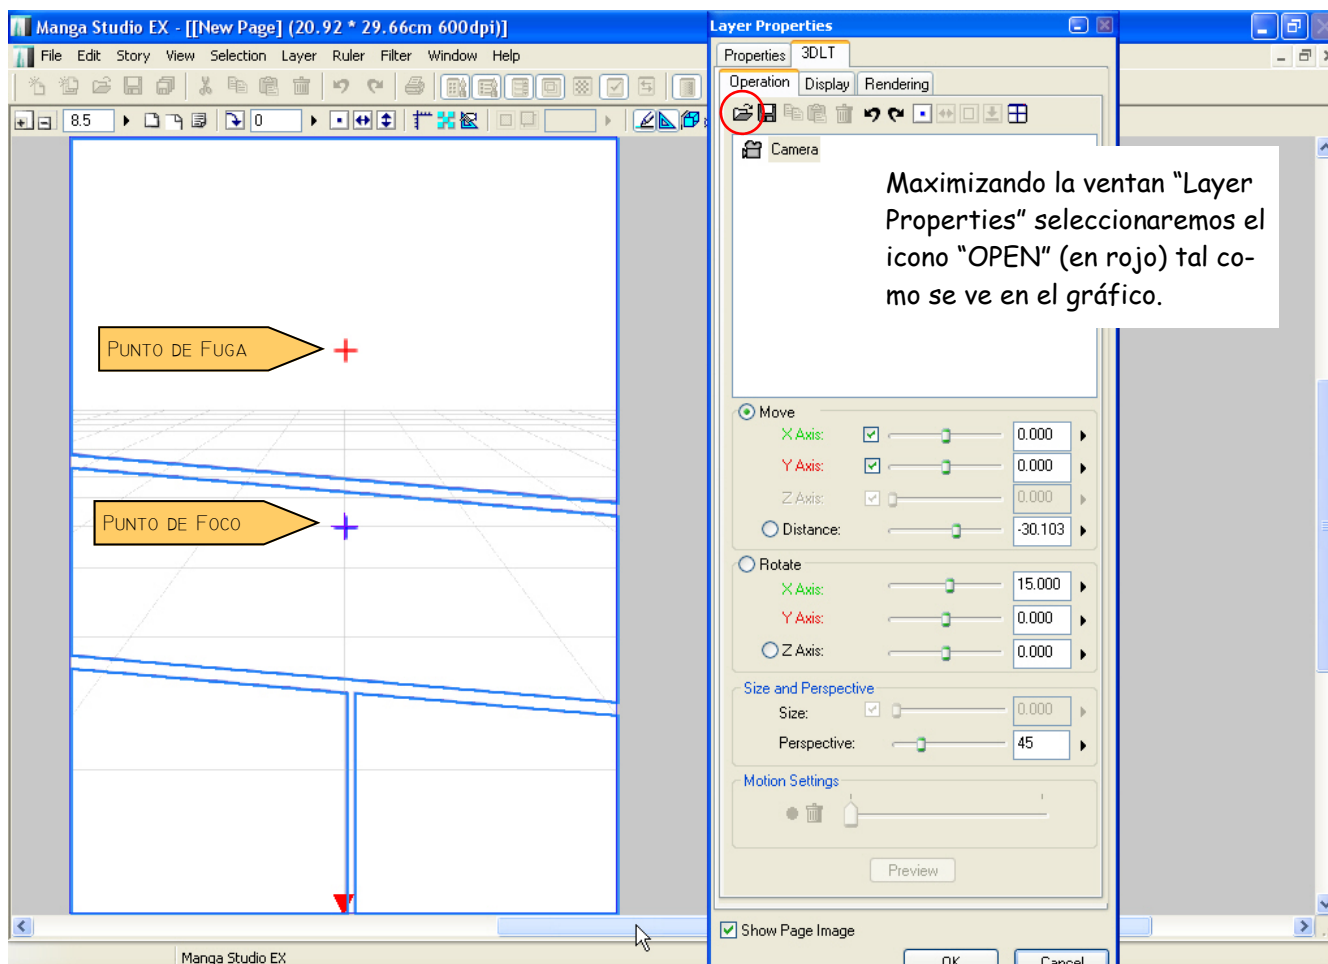 Manga Studio EX - [[New Page] (20.92 * 29.66cm 600dpi)]
File Edit Story View Selection Layer Ruler Filter Window Help
8.5
0
Layer Properties
Properties 3DLT
Operation Display Rendering
Camera
Maximizando la ventan “Layer
Properties” seleccionaremos el
icono “OPEN” (en rojo) tal co-
mo se ve en el gráfico.
PUNTO DE FUGA
PUNTO DE FOCO
Move
X Axis: 0.000
Y Axis: 0.000
Z Axis: 0.000
Distance: -30.103
Rotate
X Axis: 15.000
Y Axis: 0.000
Z Axis: 0.000
Size and Perspective
Size: 0.000
Perspective: 45
Motion Settings
Preview
Show Page Image
OK Cancel
Manga Studio EX